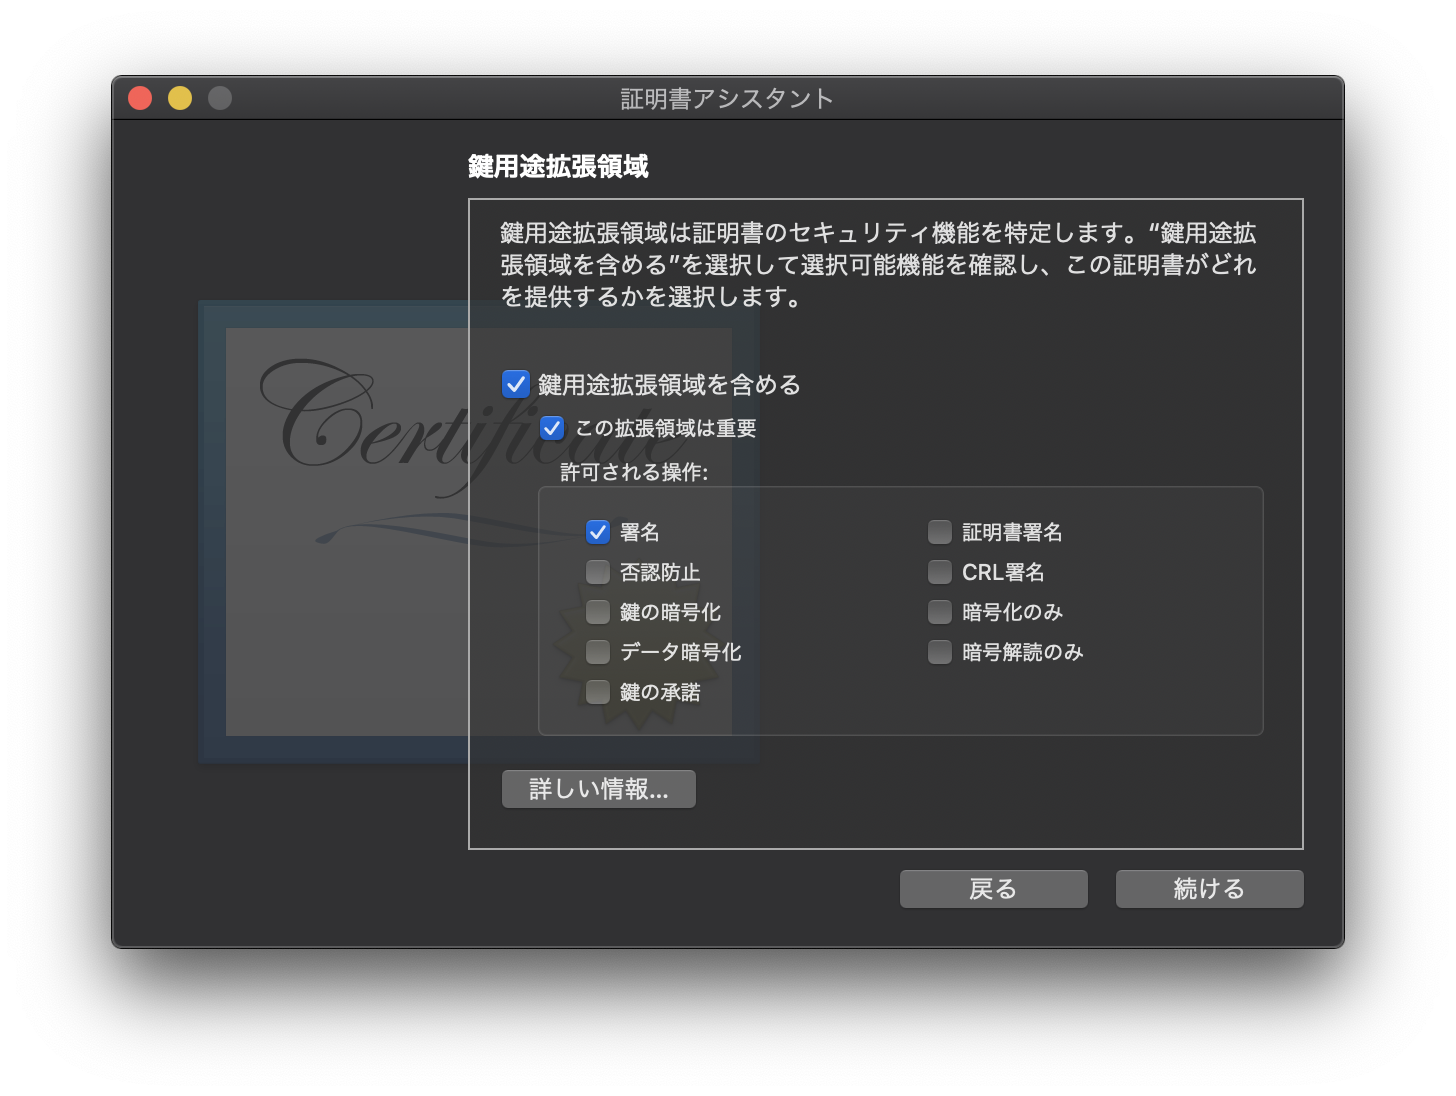 証明書アシスタント
鍵用途拡張領域
鍵用途拡張領域は証明書のセキュリティ機能を特定します。“鍵用途拡
張領域を含める”を選択して選択可能機能を確認し、この証明書がどれ
を提供するかを選択します。
Certificate
鍵用途拡張領域を含める
この拡張領域は重要
許可される操作:
署名
否認防止
鍵の暗号化
データ暗号化
鍵の承諾
証明書署名
CRL署名
暗号化のみ
暗号解読のみ
詳しい情報...
戻る
続ける